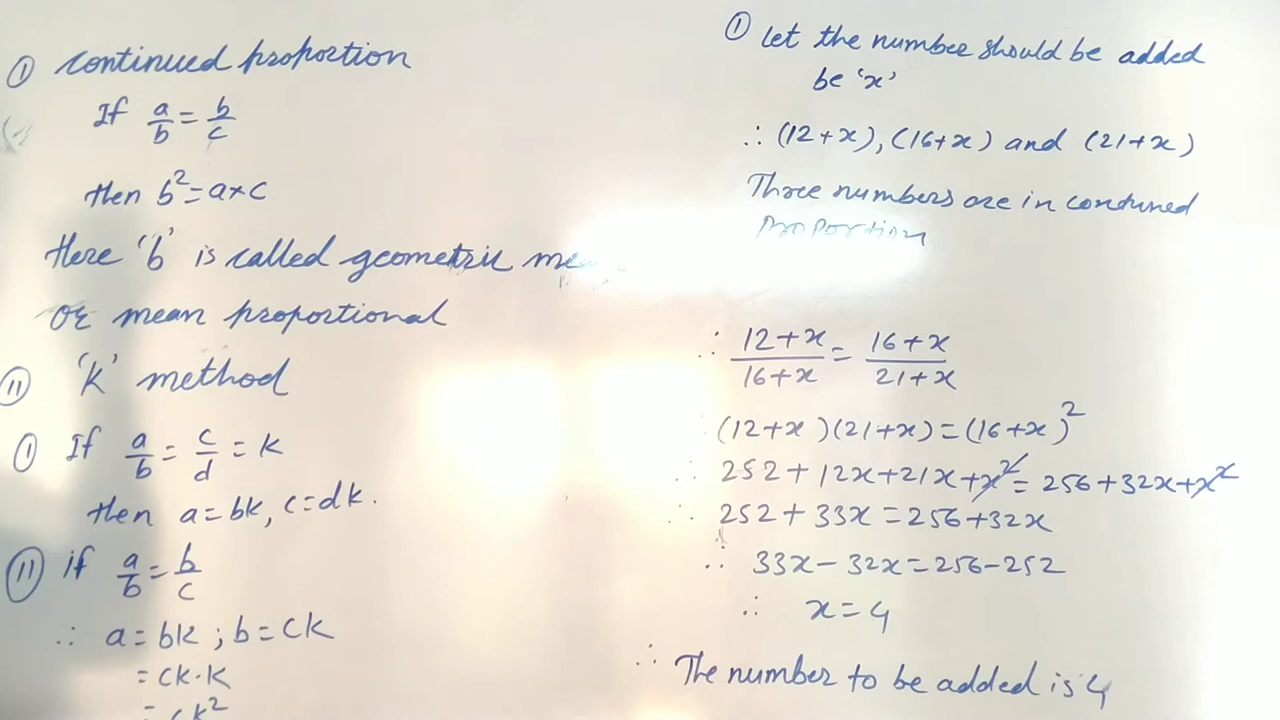 ① continued proportion
If a/b = b/c
then b² = a×c
Here 'b' is called geometric
or mean proportional
⑪ 'k' method
① If a/b = c/d = k
then a = bk, c = dk.
⑪ if a/b = b/c
∴ a = bk ; b = ck
= ck·k
= ck²
① Let the number should be added
be 'x'
∴ (12+x), (16+x) and (21+x)
Three numbers are in contuned
proportion
∴ 12+x/16+x = 16+x/21+x
(12+x)(21+x) = (16+x)²
∴ 252 + 12x + 21x + x² = 256 + 32x + x²
∴ 252 + 33x = 256 + 32x
∴ 33x − 32x = 256 − 252
∴ x = 4
∴ The number to be added is 4